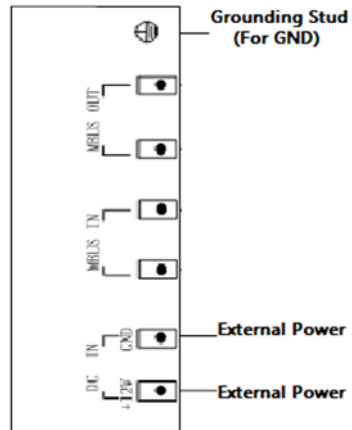 Grounding Stud
(For GND)
MBUS OUT
MBUS IN
DC IN
GND
External Power
+12V
External Power